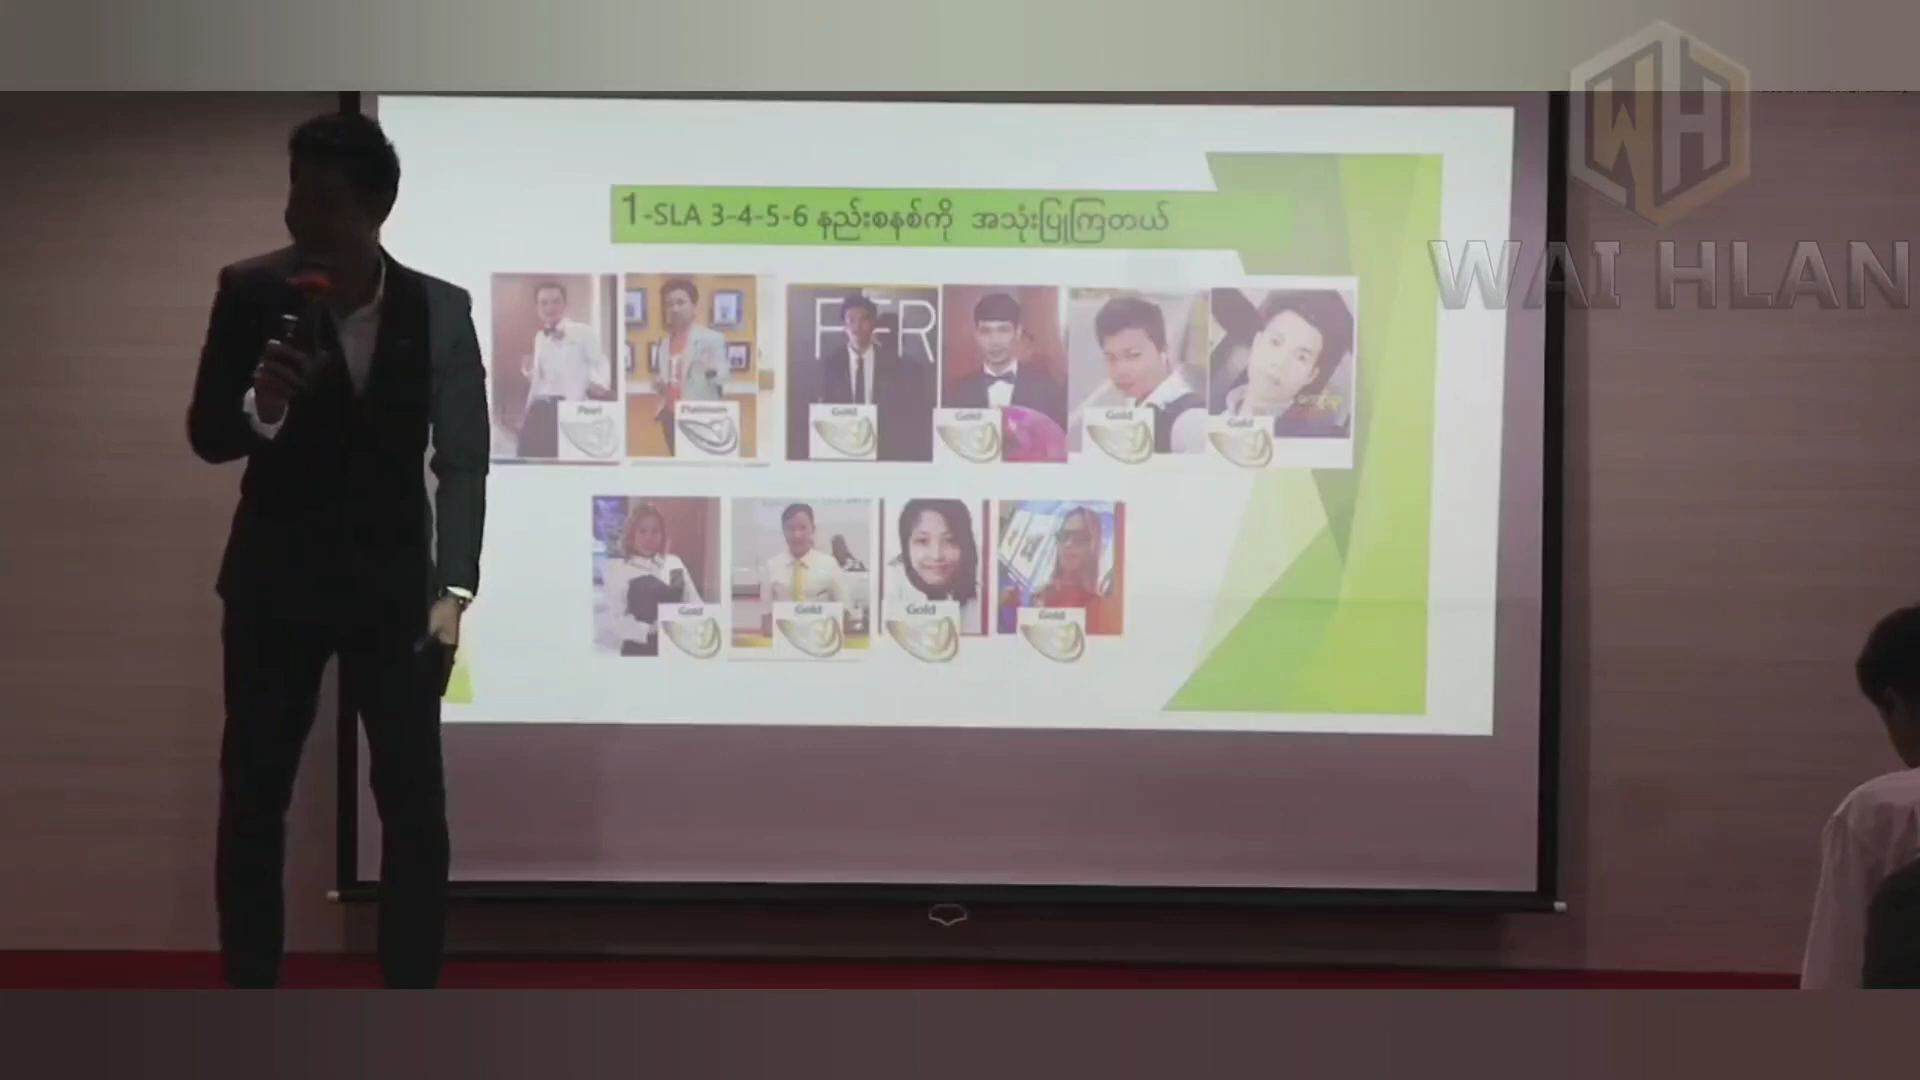 WH
WAI HLAN
1-SLA 3-4-5-6 နည်းစနစ်ကို အသုံးပြုကြတယ်
Pearl Platinum Gold Gold Gold Gold
Gold Gold Gold Gold